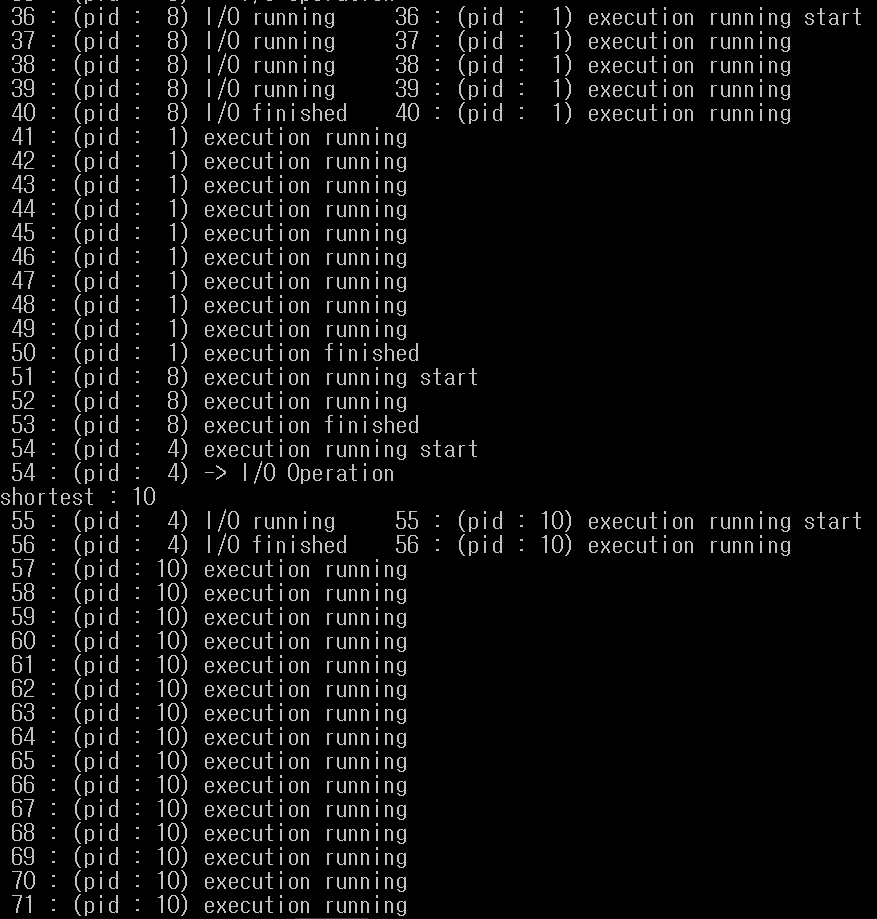 36 : (pid :  8) I/O running     36 : (pid :  1) execution running start
37 : (pid :  8) I/O running     37 : (pid :  1) execution running
38 : (pid :  8) I/O running     38 : (pid :  1) execution running
39 : (pid :  8) I/O running     39 : (pid :  1) execution running
40 : (pid :  8) I/O finished    40 : (pid :  1) execution running
41 : (pid :  1) execution running
42 : (pid :  1) execution running
43 : (pid :  1) execution running
44 : (pid :  1) execution running
45 : (pid :  1) execution running
46 : (pid :  1) execution running
47 : (pid :  1) execution running
48 : (pid :  1) execution running
49 : (pid :  1) execution running
50 : (pid :  1) execution finished
51 : (pid :  8) execution running start
52 : (pid :  8) execution running
53 : (pid :  8) execution finished
54 : (pid :  4) execution running start
54 : (pid :  4) -> I/O Operation
shortest : 10
55 : (pid :  4) I/O running     55 : (pid : 10) execution running start
56 : (pid :  4) I/O finished    56 : (pid : 10) execution running
57 : (pid : 10) execution running
58 : (pid : 10) execution running
59 : (pid : 10) execution running
60 : (pid : 10) execution running
61 : (pid : 10) execution running
62 : (pid : 10) execution running
63 : (pid : 10) execution running
64 : (pid : 10) execution running
65 : (pid : 10) execution running
66 : (pid : 10) execution running
67 : (pid : 10) execution running
68 : (pid : 10) execution running
69 : (pid : 10) execution running
70 : (pid : 10) execution running
71 : (pid : 10) execution running